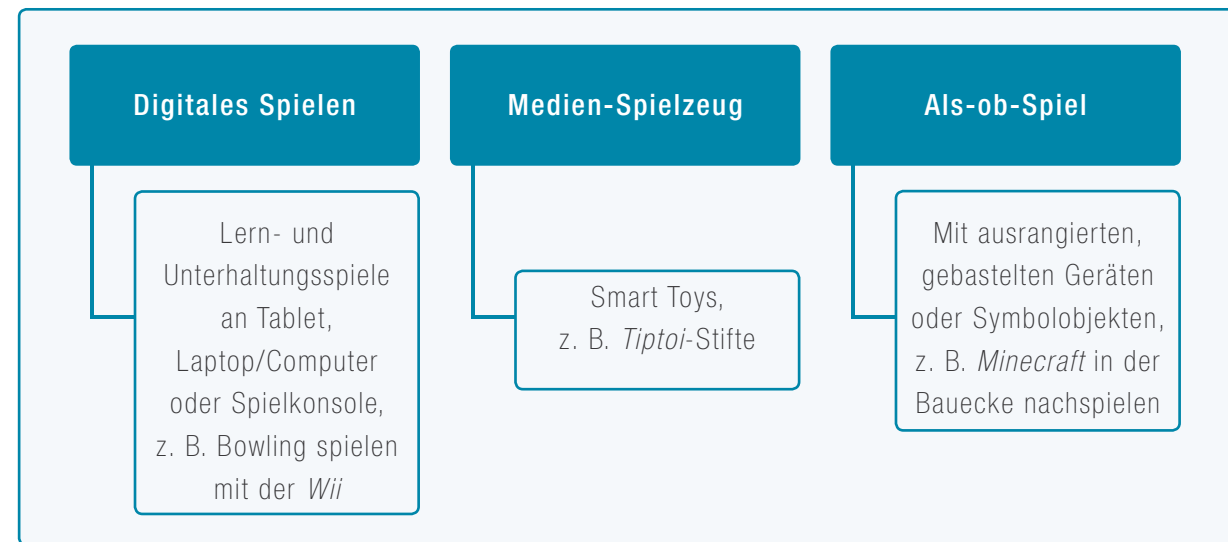 Digitales Spielen
Lern- und
Unterhaltungsspiele
an Tablet,
Laptop/Computer
oder Spielkonsole,
z. B. Bowling spielen
mit der Wii
Medien-Spielzeug
Smart Toys,
z. B. Tiptoi-Stifte
Als-ob-Spiel
Mit ausrangierten,
gebastelten Geräten
oder Symbolobjekten,
z. B. Minecraft in der
Bauecke nachspielen